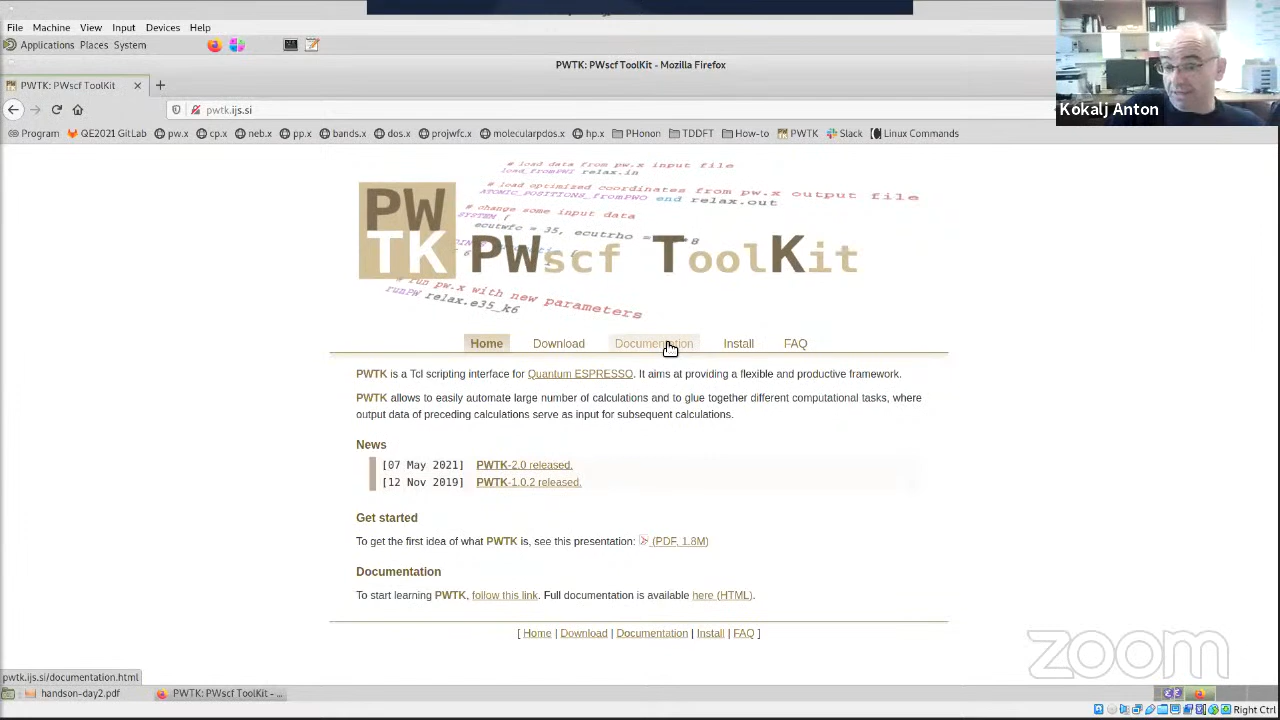 File Machine View Input Devices Help
Applications Places System
PWTK: PWscf ToolKit - Mozilla Firefox
PWTK: PWscf ToolKit
pwtk.ijs.si
Kokalj Anton
Program QE2021 GitLab pw.x cp.x neb.x pp.x bands.x dos.x projwfc.x molecularpdos.x hp.x PHonon TDDFT How-to PWTK Slack Linux Commands
# load data from pw.x input file
load_fromPWI relax.in
# load optimized coordinates from pw.x output file
ATOMIC_POSITIONS_fromPWO end relax.out
# change some input data
SYSTEM {
ecutwfc = 35, ecutrho =
PW
TK
PWscf ToolKit
# run pw.x with new parameters
runPW relax.e35_k6
Home Download Documentation Install FAQ
PWTK is a Tcl scripting interface for Quantum ESPRESSO. It aims at providing a flexible and productive framework.
PWTK allows to easily automate large number of calculations and to glue together different computational tasks, where
output data of preceding calculations serve as input for subsequent calculations.
News
[07 May 2021] PWTK-2.0 released.
[12 Nov 2019] PWTK-1.0.2 released.
Get started
To get the first idea of what PWTK is, see this presentation: (PDF, 1.8M)
Documentation
To start learning PWTK, follow this link. Full documentation is available here (HTML).
[ Home | Download | Documentation | Install | FAQ ]
zoom
pwtk.ijs.si/documentation.html
handson-day2.pdf PWTK: PWscf ToolKit - ...
Right Ctrl